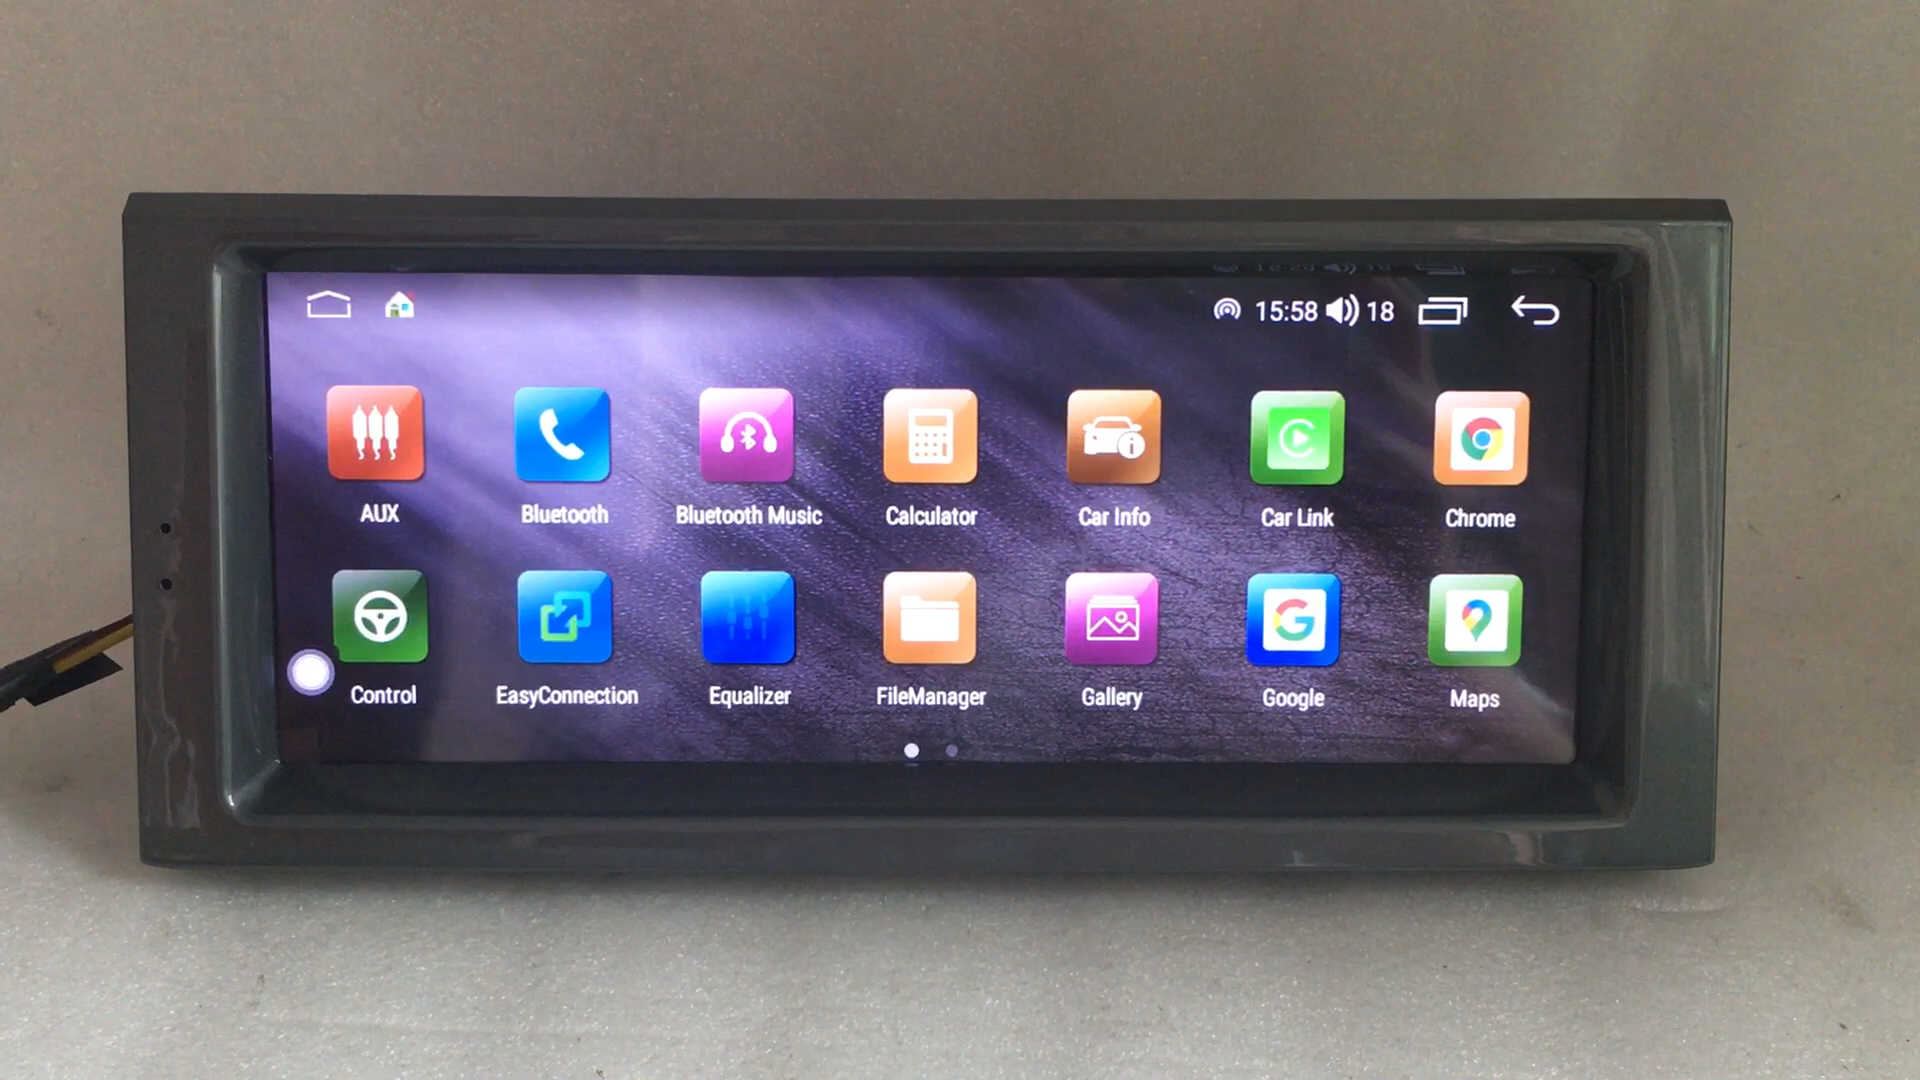 15:58 18
AUX Bluetooth Bluetooth Music Calculator Car Info Car Link Chrome
Control EasyConnection Equalizer FileManager Gallery Google Maps